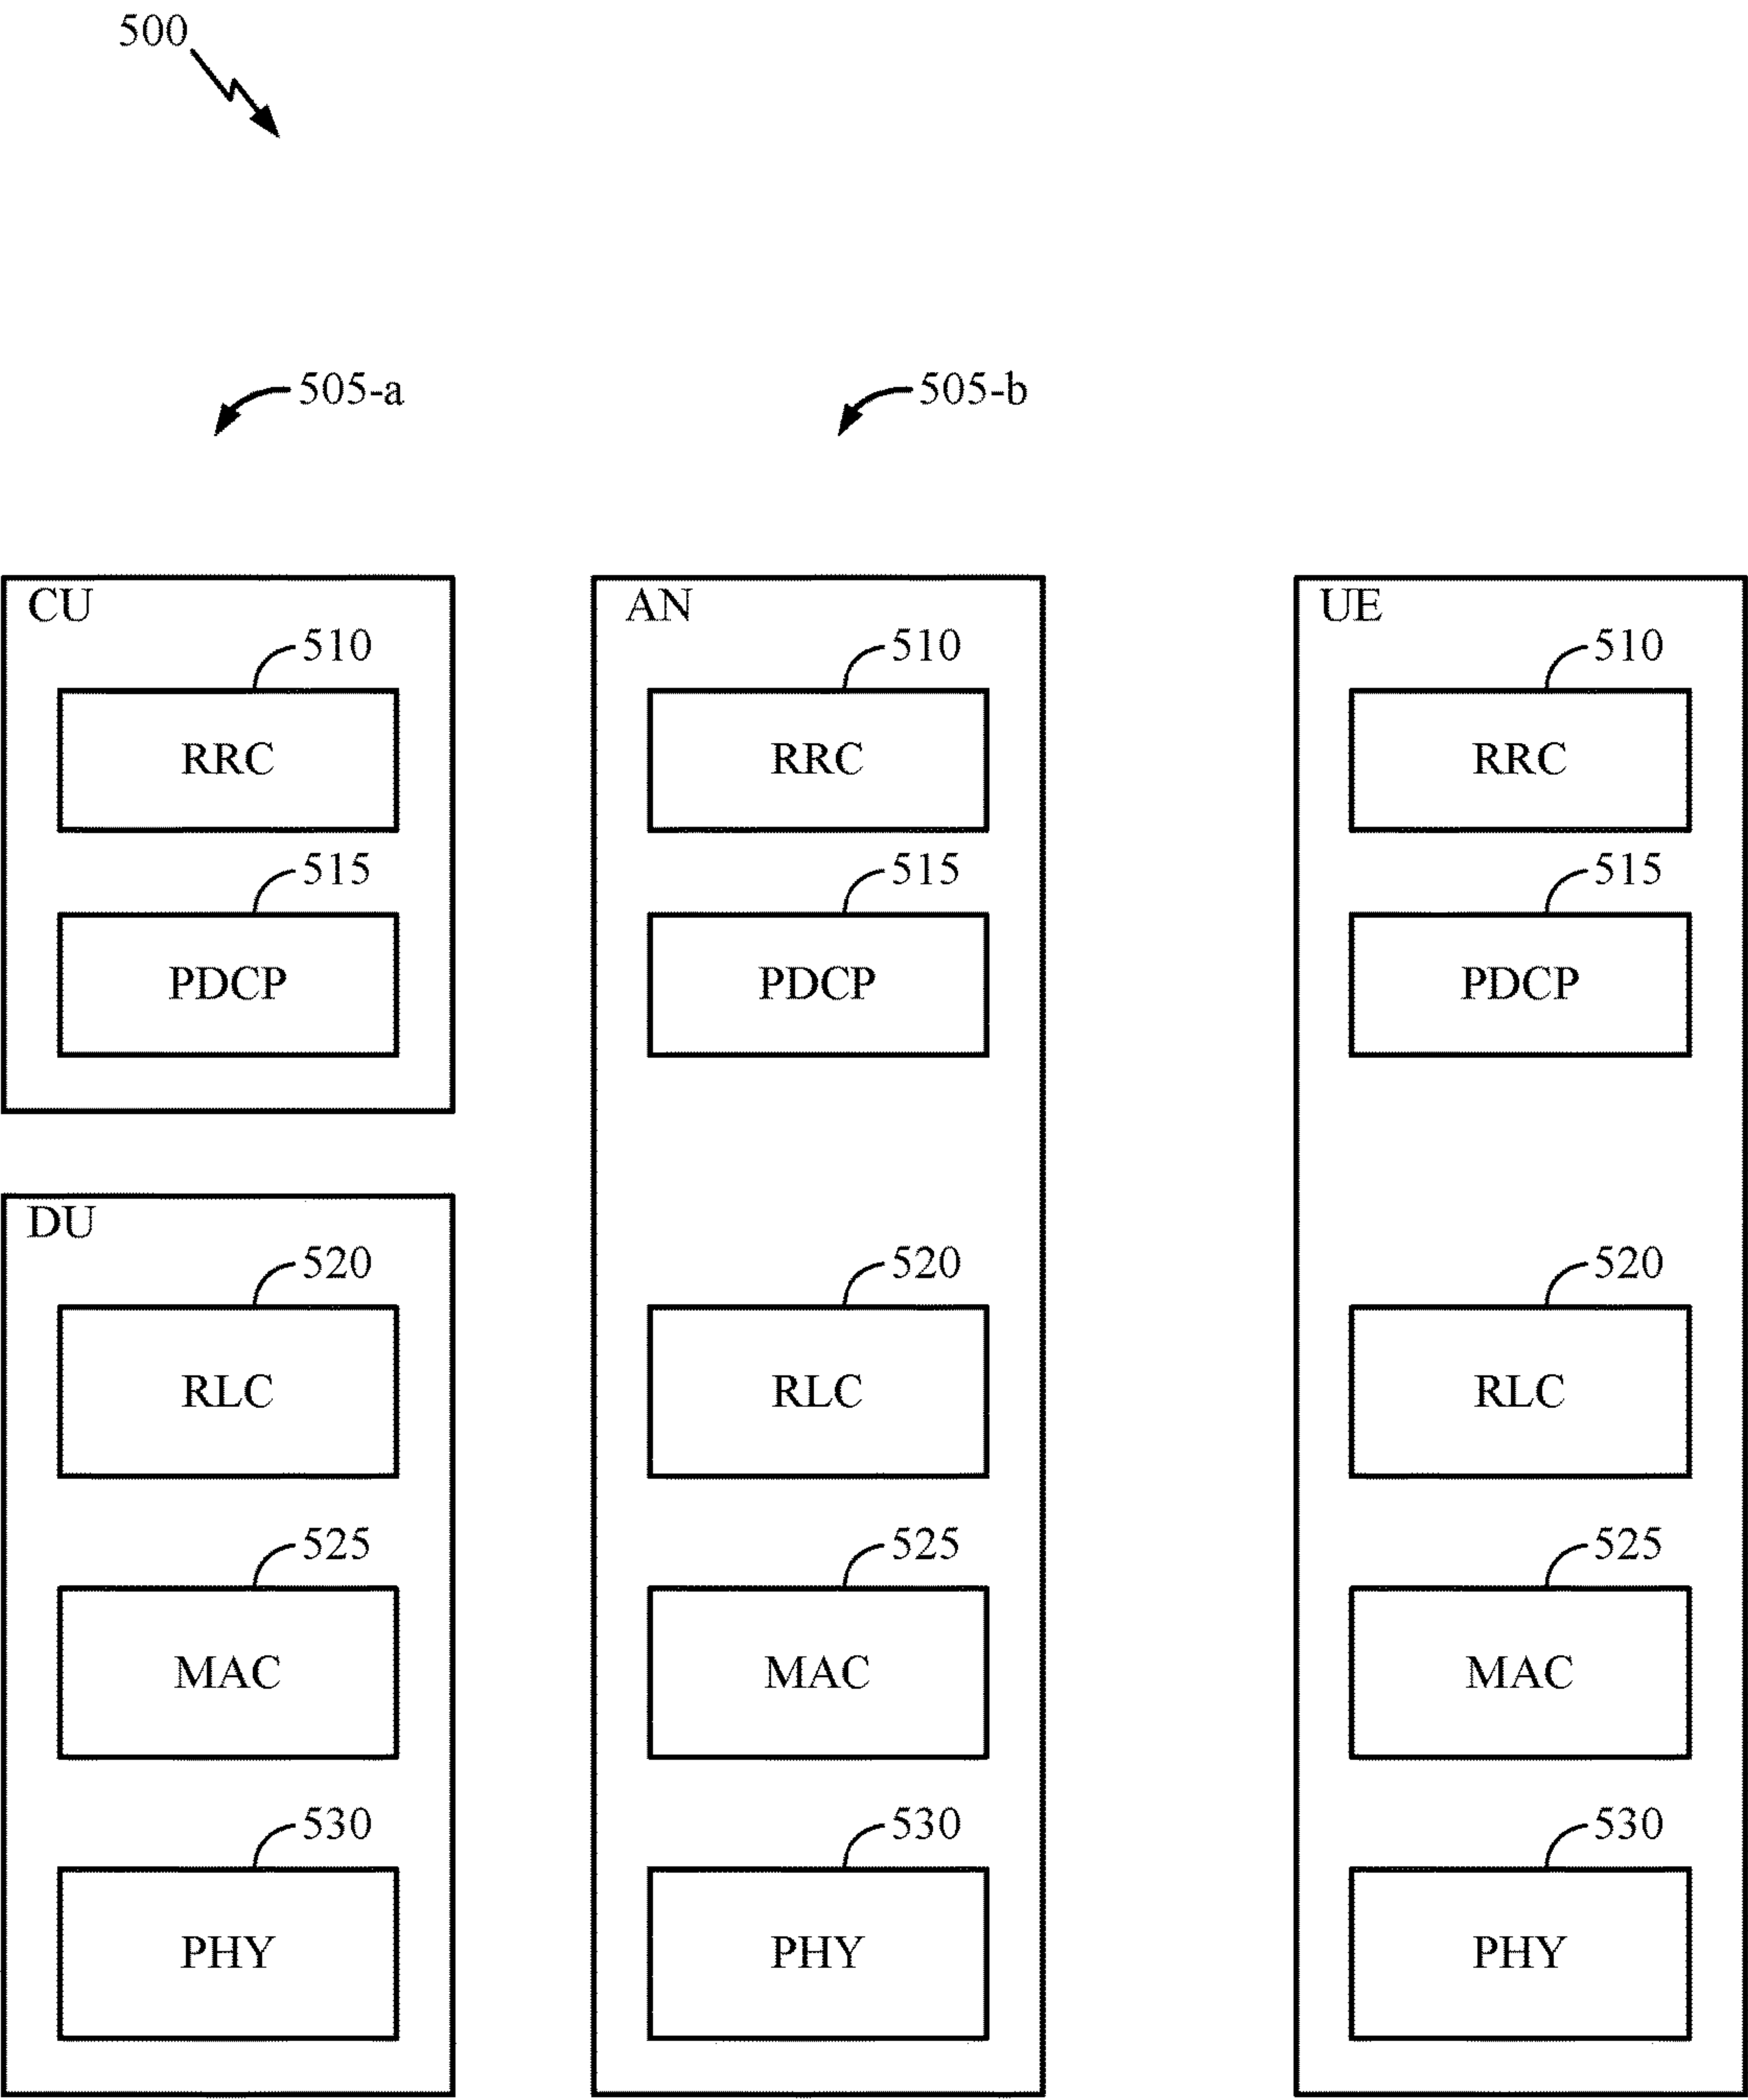 500
505-a 505-b
CU AN UE
510 510 510
RRC RRC RRC
515 515 515
PDCP PDCP PDCP
DU
520 520 520
RLC RLC RLC
525 525 525
MAC MAC MAC
530 530 530
PHY PHY PHY